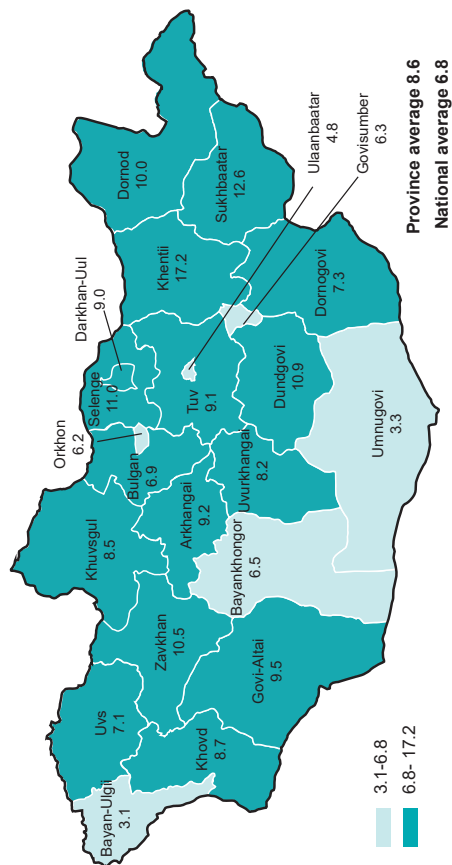 Bayan-Ulgii
3.1
Uvs
7.1
Khovd
8.7
Govi-Altai
9.5
Zavkhan
10.5
Khuvsgul
8.5
Bayankhongor
6.5
Arkhangai
9.2
Uvurkhangai
8.2
Bulgan
6.9
Orkhon
6.2
Selenge
11.0
Darkhan-Uul
9.0
Tuv
9.1
Umnugovi
3.3
Dundgovi
10.9
Dornogovi
7.3
Khentii
17.2
Dornod
10.0
Sukhbaatar
12.6
Ulaanbaatar
4.8
Govisumber
6.3
3.1-6.8
6.8- 17.2
Province average 8.6
National average 6.8